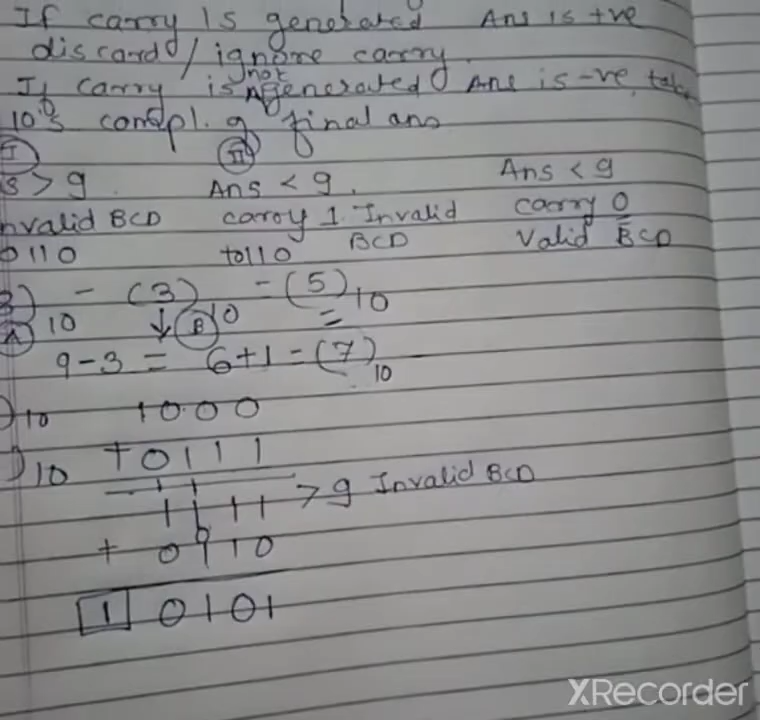 If carry is generated Ans is +ve
discard / ignore carry.
If carry is not generated Ans is -ve, take
10's compl. of final ans
I II
s > 9 Ans < 9. Ans < 9
nvalid BCD carry 1. Invalid BCD carry 0
0110 +0110 Valid BCD
8)10 - (3)10 = (5)10
A B
9-3 = 6+1 = (7)10
)10 1000
)10 +0111
1111 > 9 Invalid BCD
+ 0110
1 0101
XRecorder